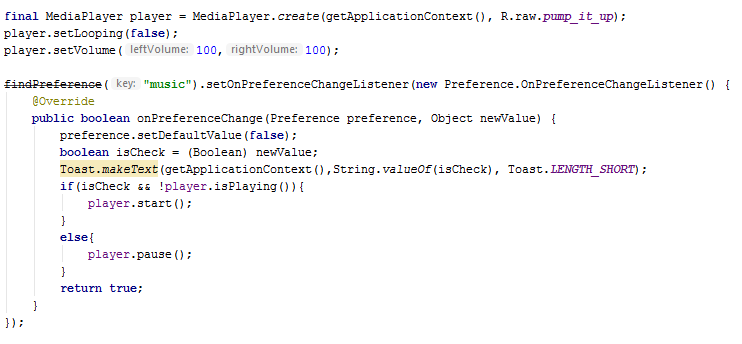 final MediaPlayer player = MediaPlayer.create(getApplicationContext(), R.raw.pump_it_up);
player.setLooping(false);
player.setVolume( leftVolume: 100, rightVolume: 100);
findPreference( key: "music").setOnPreferenceChangeListener(new Preference.OnPreferenceChangeListener() {
@Override
public boolean onPreferenceChange(Preference preference, Object newValue) {
preference.setDefaultValue(false);
boolean isCheck = (Boolean) newValue;
Toast.makeText(getApplicationContext(),String.valueOf(isCheck), Toast.LENGTH_SHORT);
if(isCheck && !player.isPlaying()){
player.start();
}
else{
player.pause();
}
return true;
}
});